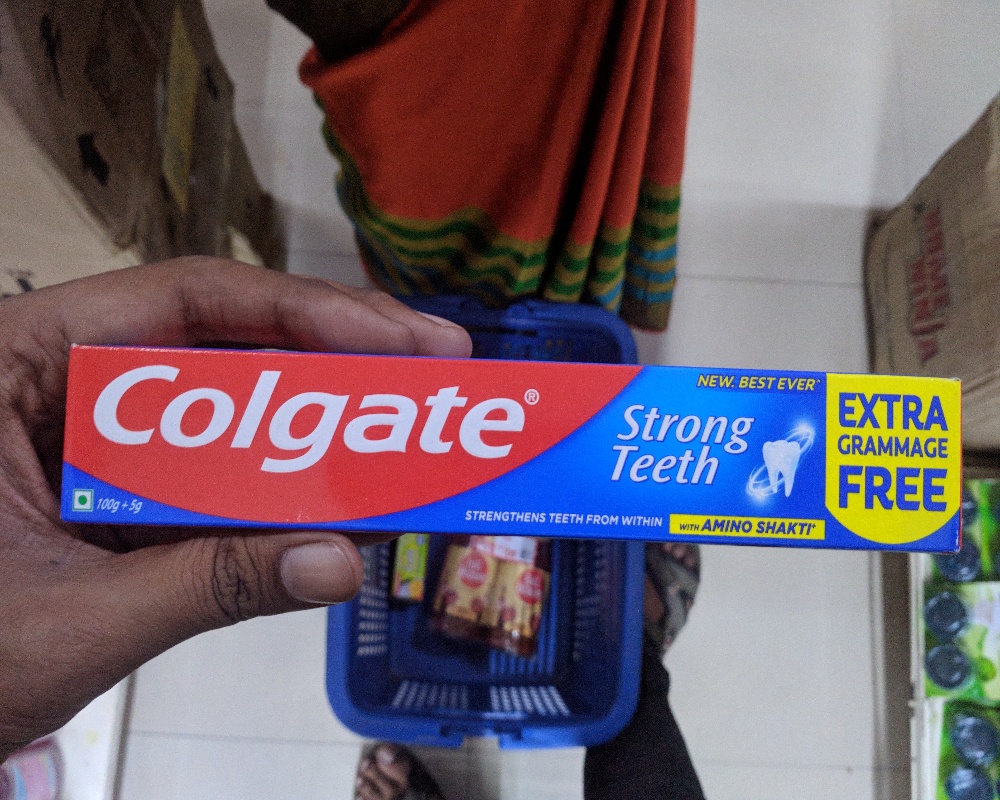 Colgate®
Strong
Teeth
NEW. BEST EVER^
EXTRA
GRAMMAGE
FREE
100g + 5g
STRENGTHENS TEETH FROM WITHIN
WITH AMINO SHAKTI+